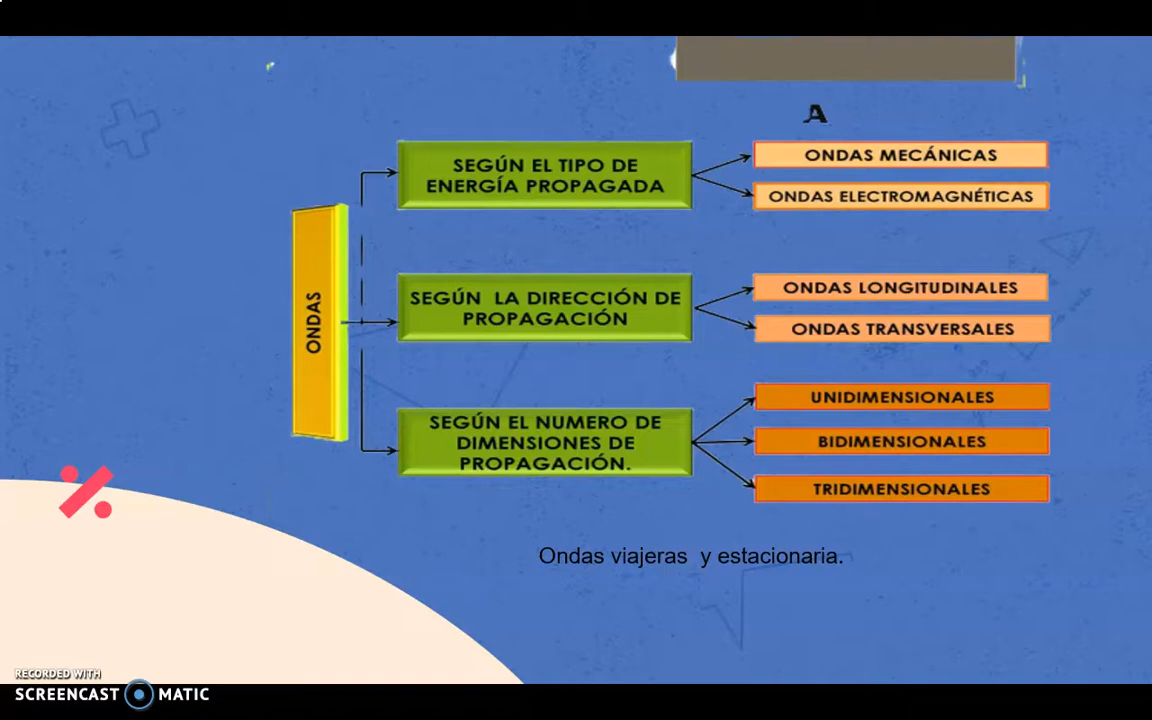 A
SEGÚN EL TIPO DE
ENERGÍA PROPAGADA
ONDAS MECÁNICAS
ONDAS ELECTROMAGNÉTICAS
ONDAS
SEGÚN LA DIRECCIÓN DE
PROPAGACIÓN
ONDAS LONGITUDINALES
ONDAS TRANSVERSALES
SEGÚN EL NUMERO DE
DIMENSIONES DE
PROPAGACIÓN.
UNIDIMENSIONALES
BIDIMENSIONALES
TRIDIMENSIONALES
Ondas viajeras y estacionaria.
RECORDED WITH
SCREENCAST MATIC